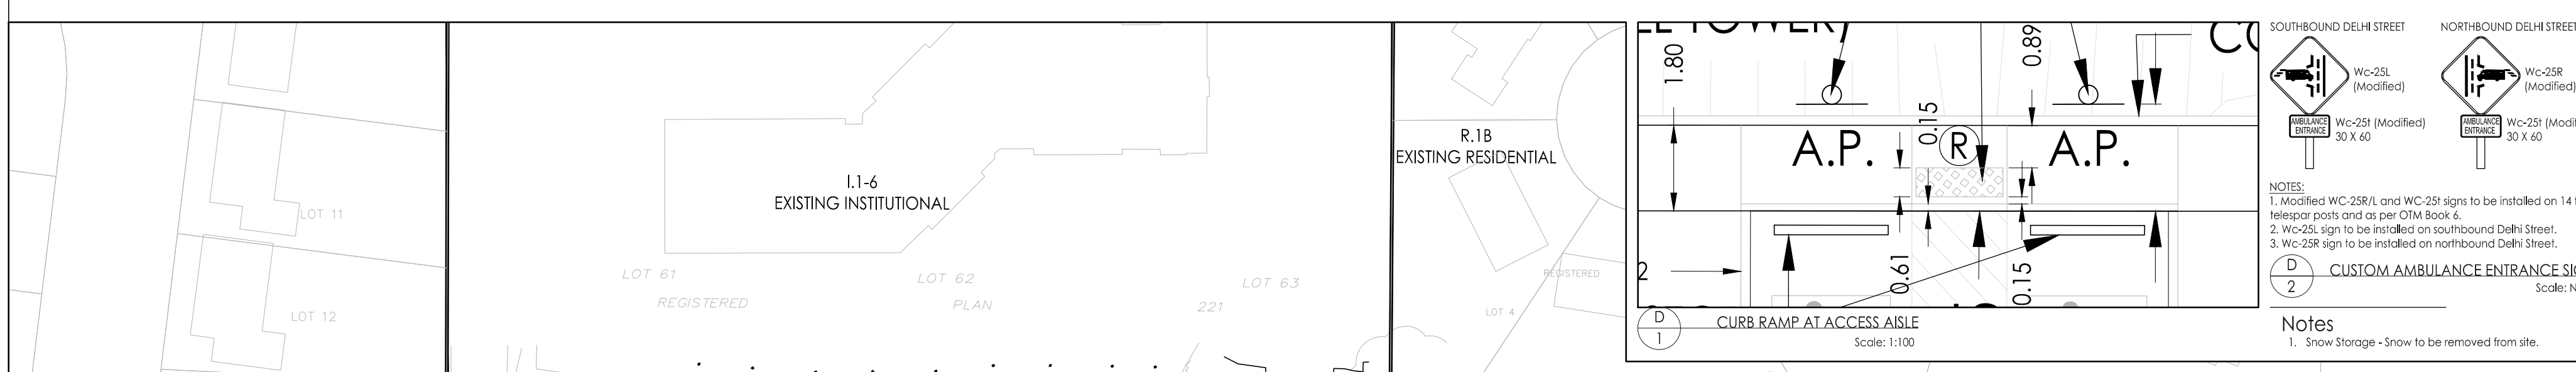 LOT 11
LOT 12
I.1-6
EXISTING INSTITUTIONAL
LOT 61
LOT 62
LOT 63
REGISTERED
PLAN
221
R.1B
EXISTING RESIDENTIAL
REGISTERED
LOT 4
1.80
0.89
0.15
A.P.
R
A.P.
2
0.61
0.15
D
1
CURB RAMP AT ACCESS AISLE
Scale: 1:100
SOUTHBOUND DELHI STREET
NORTHBOUND DELHI STREET
Wc-25L
(Modified)
Wc-25R
(Modified)
AMBULANCE
ENTRANCE
Wc-25t (Modified)
30 X 60
AMBULANCE
ENTRANCE
Wc-25t
30 X 60
NOTES:
1. Modified WC-25R/L and WC-25t signs to be installed on 14
telespar posts and as per OTM Book 6.
2. Wc-25L sign to be installed on southbound Delhi Street.
3. Wc-25R sign to be installed on northbound Delhi Street.
D
2
CUSTOM AMBULANCE ENTRANCE
Scale:
Notes
1. Snow Storage - Snow to be removed from site.